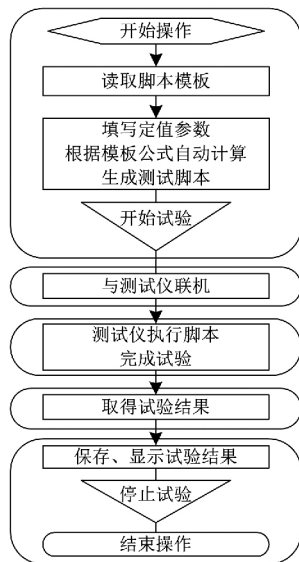 开始操作
读取脚本模板
填写定值参数
根据模板公式自动计算
生成测试脚本
开始试验
与测试仪联机
测试仪执行脚本
完成试验
取得试验结果
保存、显示试验结果
停止试验
结束操作